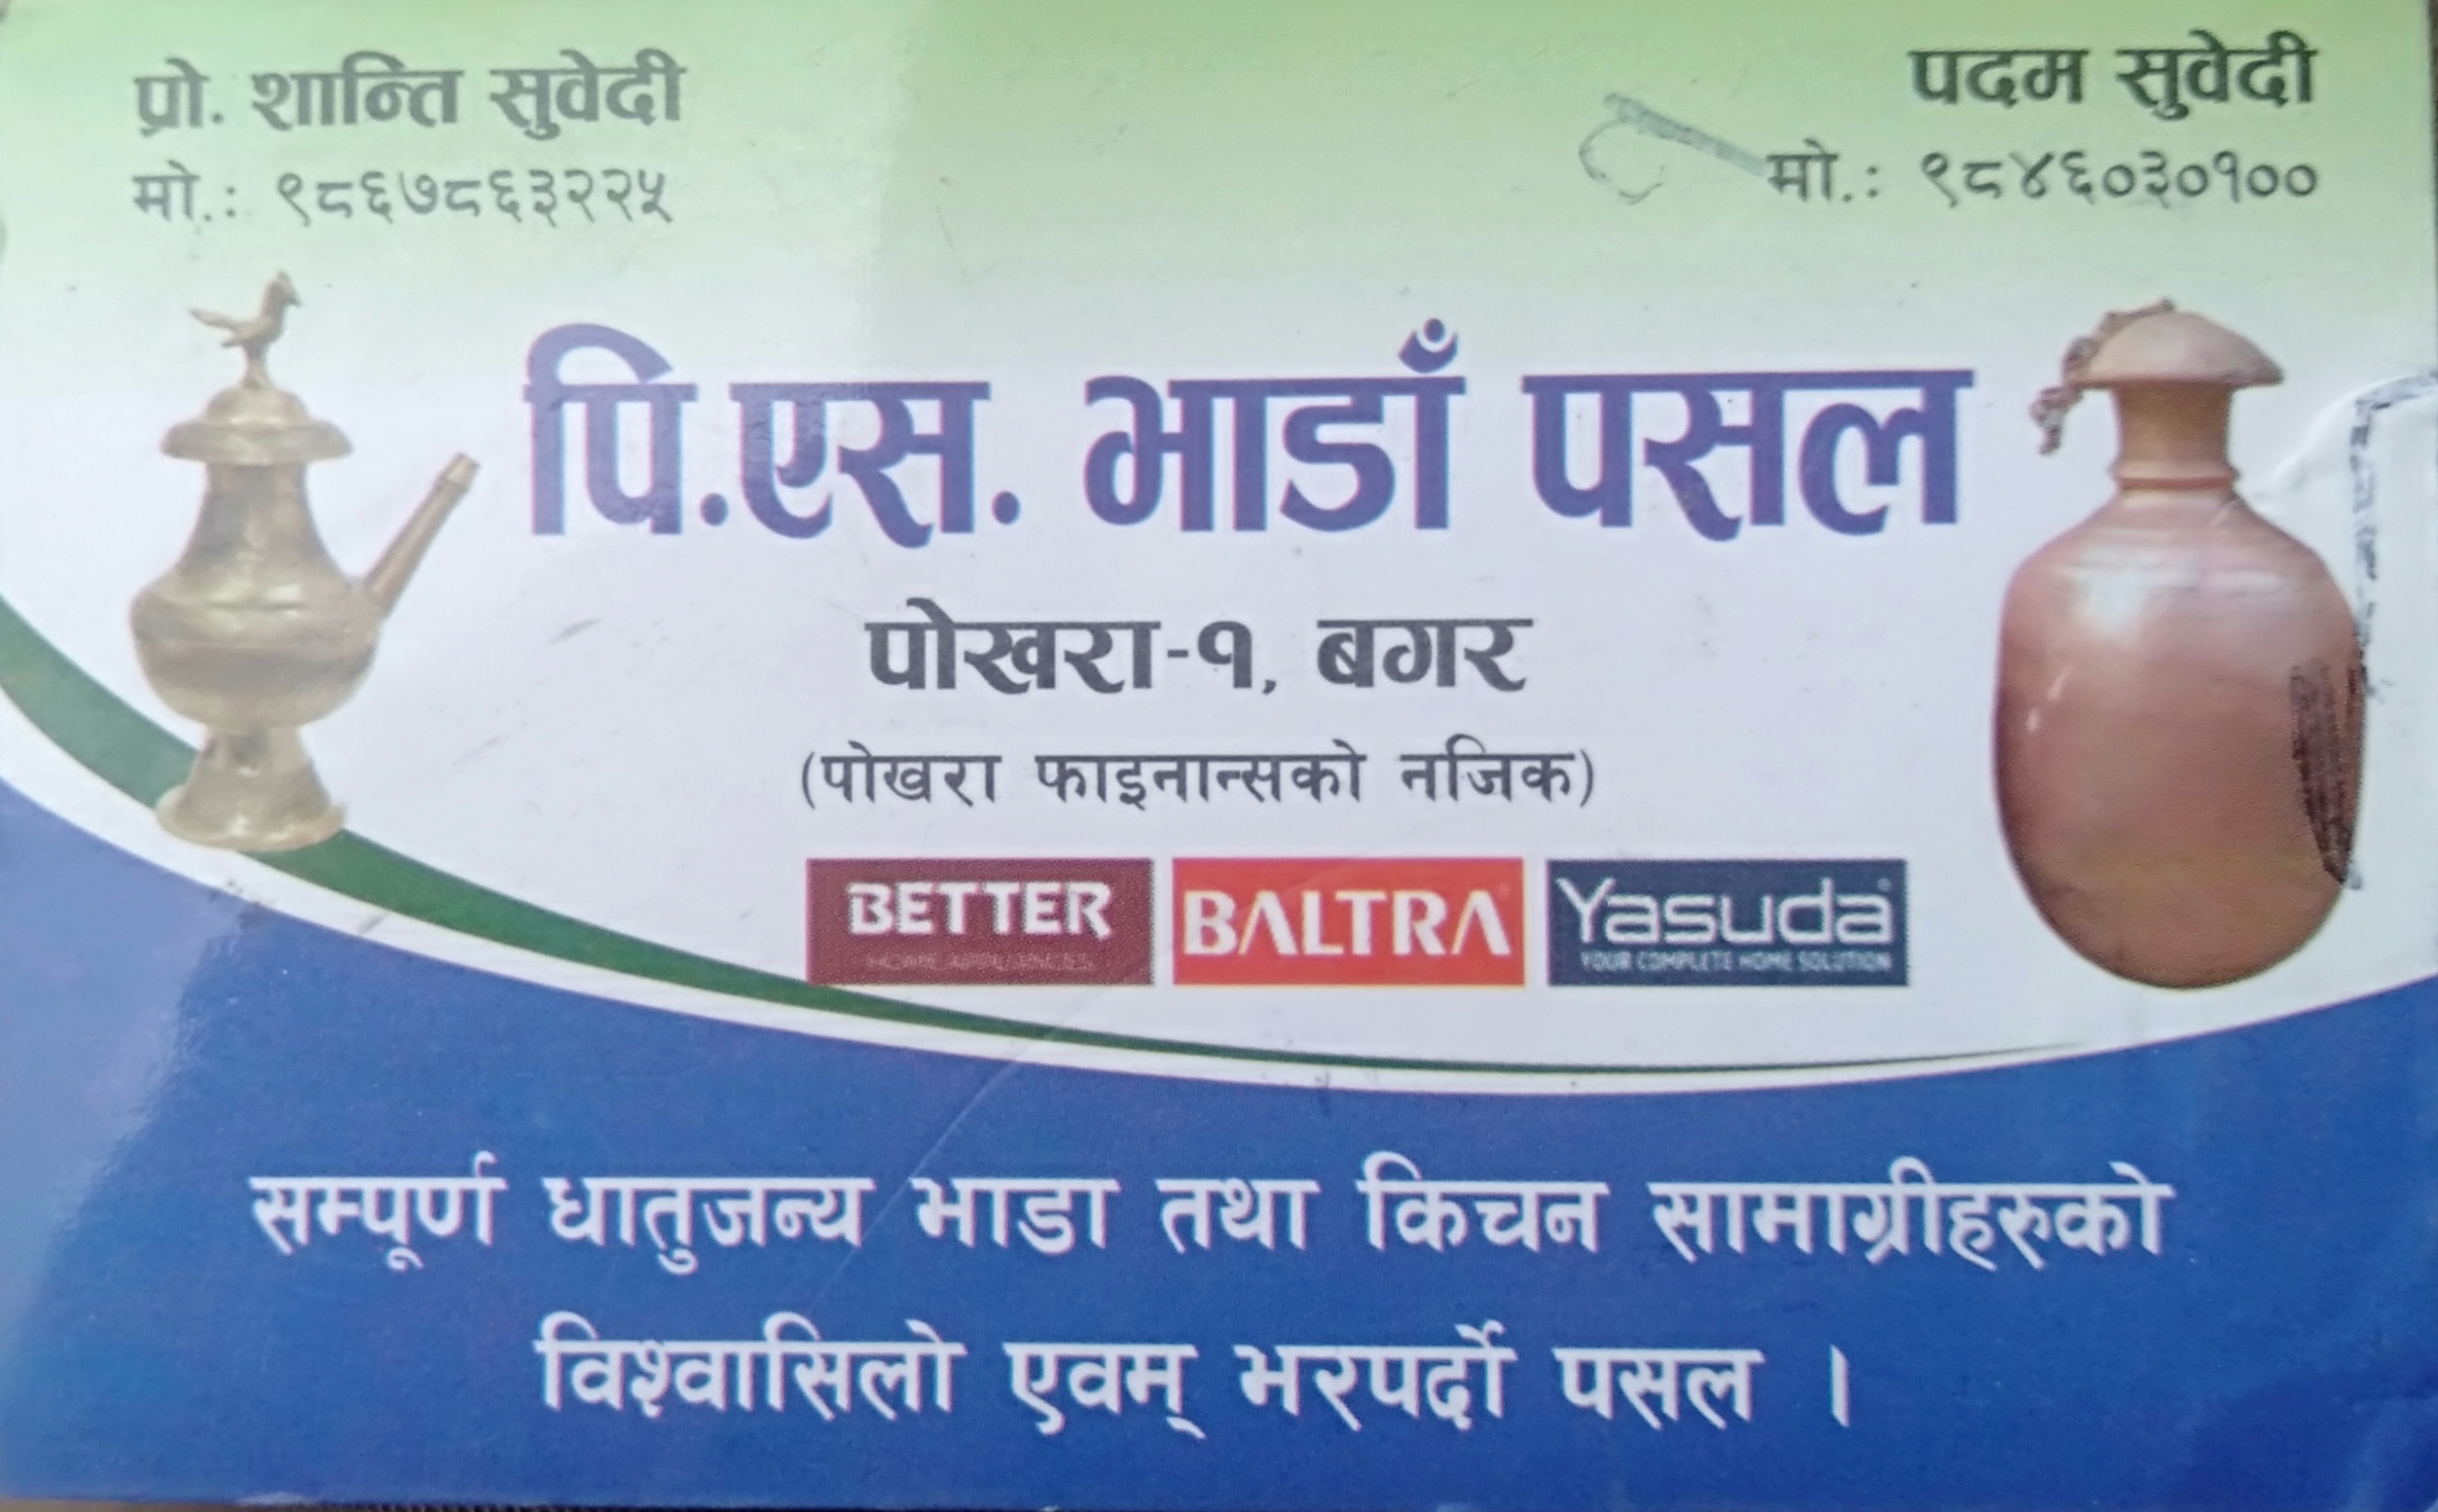 प्रो. शान्ति सुवेदी
मो.: ९८६७८६३२२५
पदम सुवेदी
मो.: ९८४६०३०१००
पि.एस. भाडाँ पसल
पोखरा-१, बगर
(पोखरा फाइनान्सको नजिक)
BETTER
HOME APPLIANCES
BALTRA
Yasuda
YOUR COMPLETE HOME SOLUTION
सम्पूर्ण धातुजन्य भाडा तथा किचन सामाग्रीहरुको
विश्वासिलो एवम् भरपर्दो पसल ।